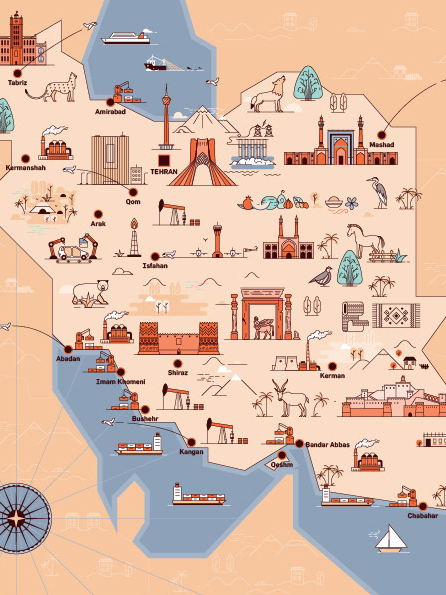 Tabriz
Amirabad
Mashad
Kermanshah
TEHRAN
Qom
Arak
Isfahan
Abadan
Shiraz
Kerman
Imam Khomeni
Bushehr
Kangan
Bandar Abbas
Qeshm
Chabahar